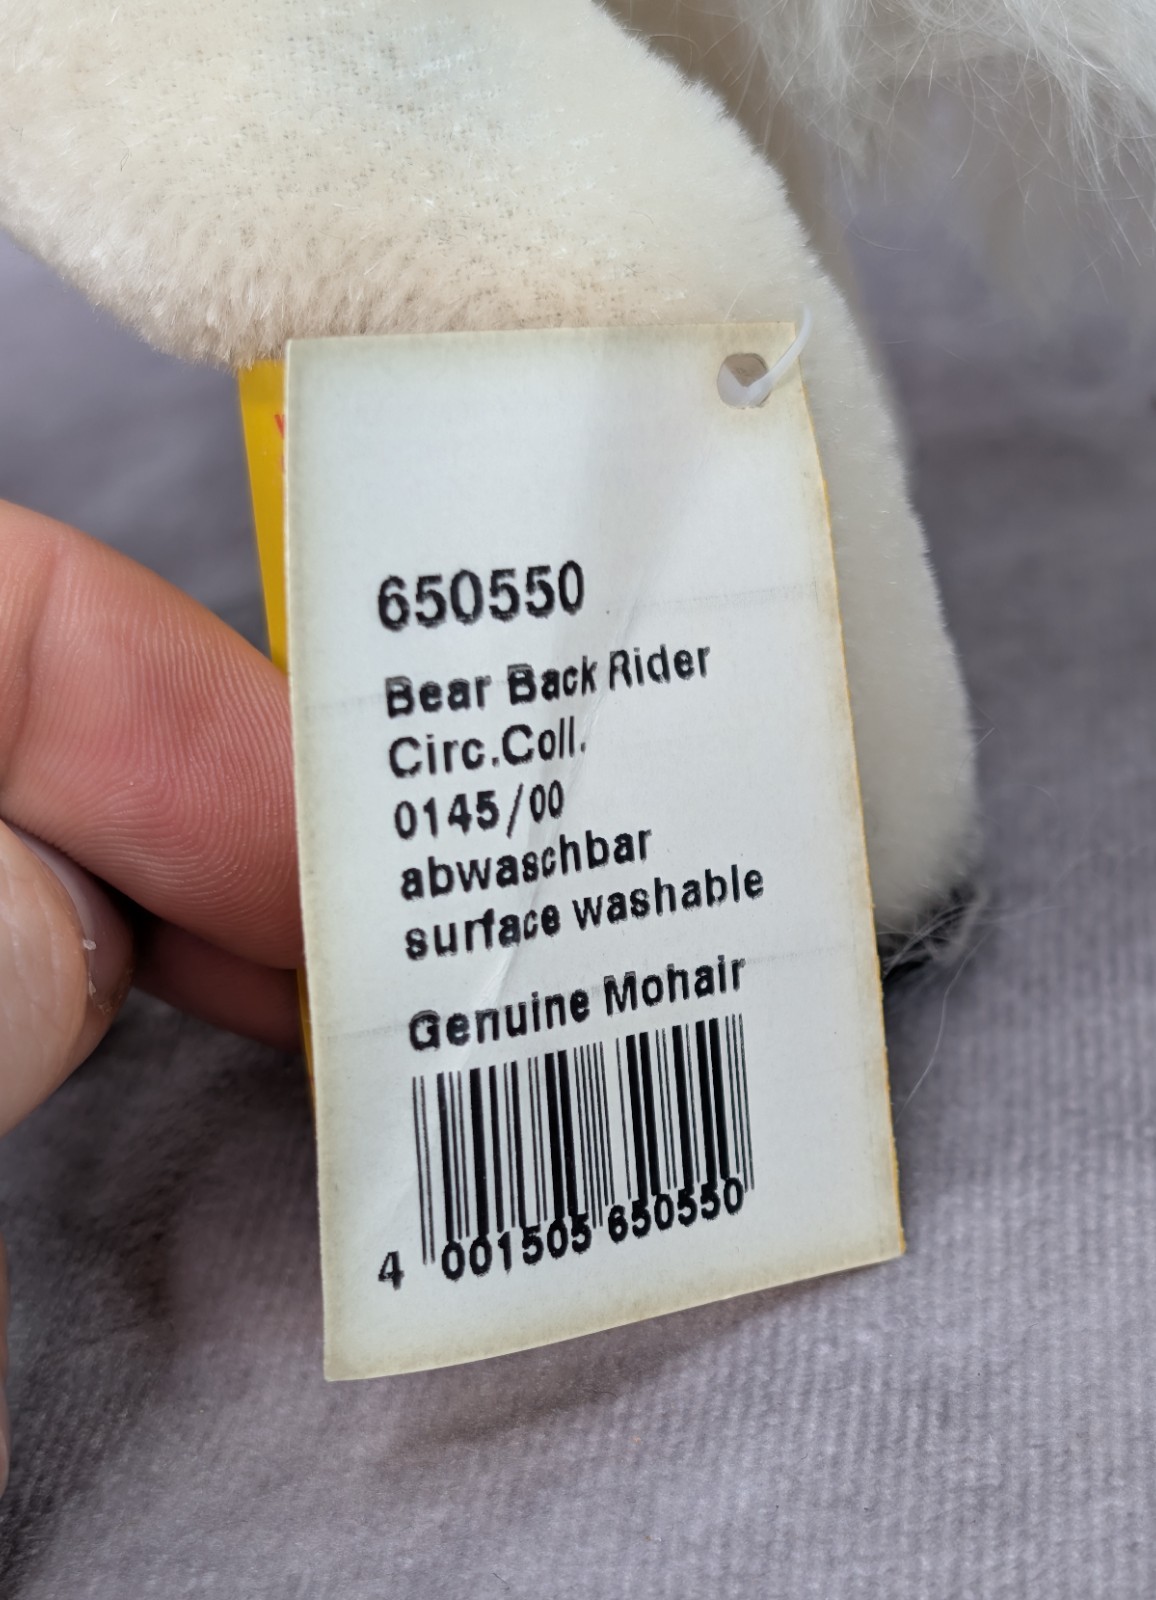 650550
Bear Back Rider
Circ.Coll.
0145/00
abwaschbar
surface washable
Genuine Mohair
4 001505 650550